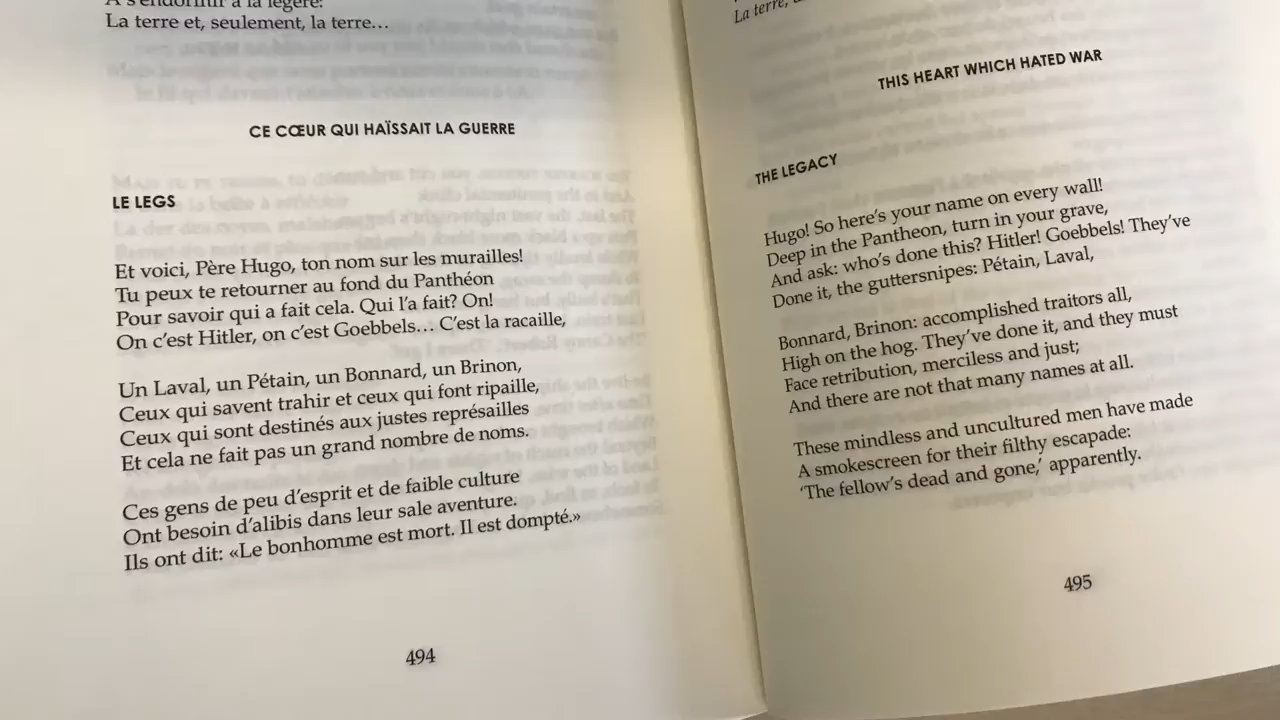 À s'endormir à la légère:
La terre et, seulement, la terre…
CE CŒUR QUI HAÏSSAIT LA GUERRE
LE LEGS
Et voici, Père Hugo, ton nom sur les murailles!
Tu peux te retourner au fond du Panthéon
Pour savoir qui a fait cela. Qui l'a fait? On!
On c'est Hitler, on c'est Goebbels… C'est la racaille,
Un Laval, un Pétain, un Bonnard, un Brinon,
Ceux qui savent trahir et ceux qui font ripaille,
Ceux qui sont destinés aux justes représailles
Et cela ne fait pas un grand nombre de noms.
Ces gens de peu d'esprit et de faible culture
Ont besoin d'alibis dans leur sale aventure.
Ils ont dit: «Le bonhomme est mort. Il est dompté.»
494
La terre,
THIS HEART WHICH HATED WAR
THE LEGACY
Hugo! So here's your name on every wall!
Deep in the Pantheon, turn in your grave,
And ask: who's done this? Hitler! Goebbels! They've
Done it, the guttersnipes: Pétain, Laval,
Bonnard, Brinon: accomplished traitors all,
High on the hog. They've done it, and they must
Face retribution, merciless and just;
And there are not that many names at all.
These mindless and uncultured men have made
A smokescreen for their filthy escapade:
'The fellow's dead and gone,' apparently.
495